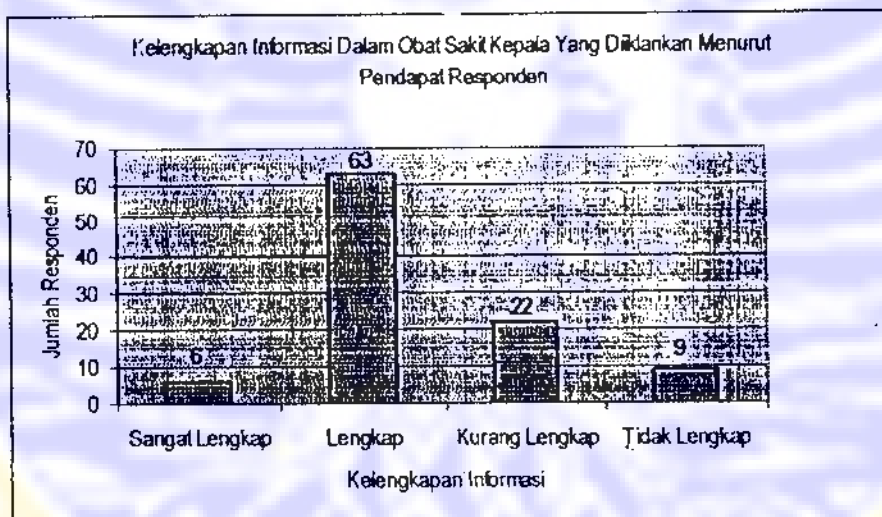 Kelengkapan Informasi Dalam Obat Sakit Kepala Yang Diiklankan Menurut
Pendapat Responden
70
60
50
40
30
20
10
0
Jumlah Responden
6
63
22
9
Sangat Lengkap
Lengkap
Kurang Lengkap
Tidak Lengkap
Kelengkapan Informasi